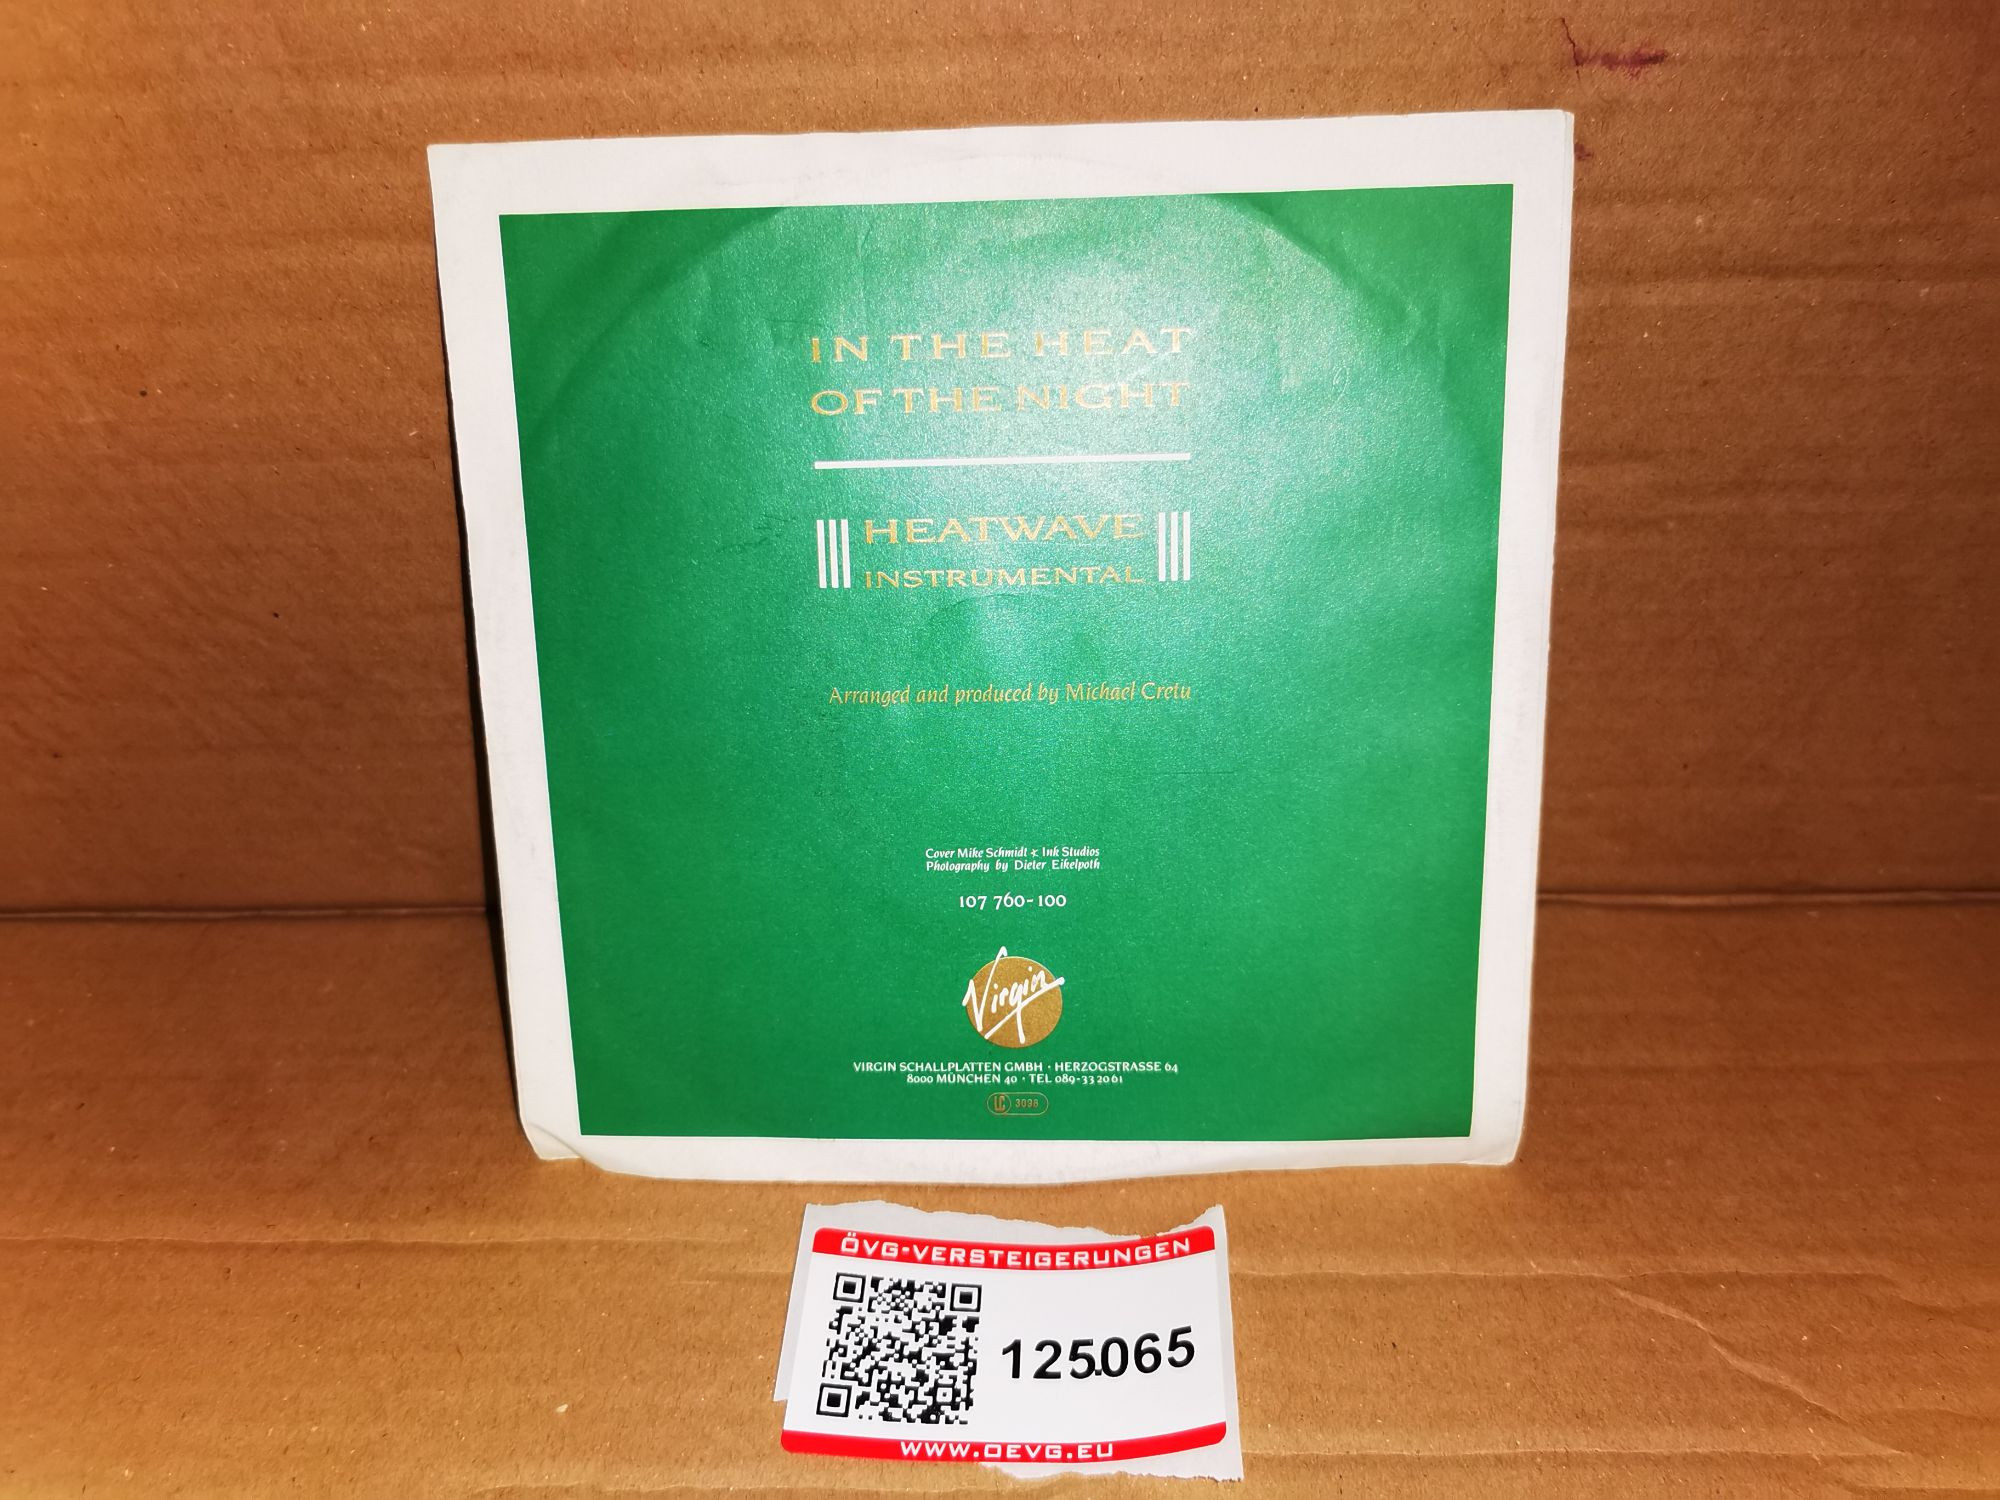 IN THE HEAT
OF THE NIGHT
HEATWAVE
INSTRUMENTAL
Arranged and produced by Michael Cretu
Cover Mike Schmidt * Ink Studios
Photography by Dieter Eikelpoth
107 760-100
Virgin
VIRGIN SCHALLPLATTEN GMBH · HERZOGSTRASSE 64
8000 MÜNCHEN 40 · TEL 089-33 20 61
LC 3098
ÖVG-VERSTEIGERUNGEN
125.065
WWW.OEVG.EU